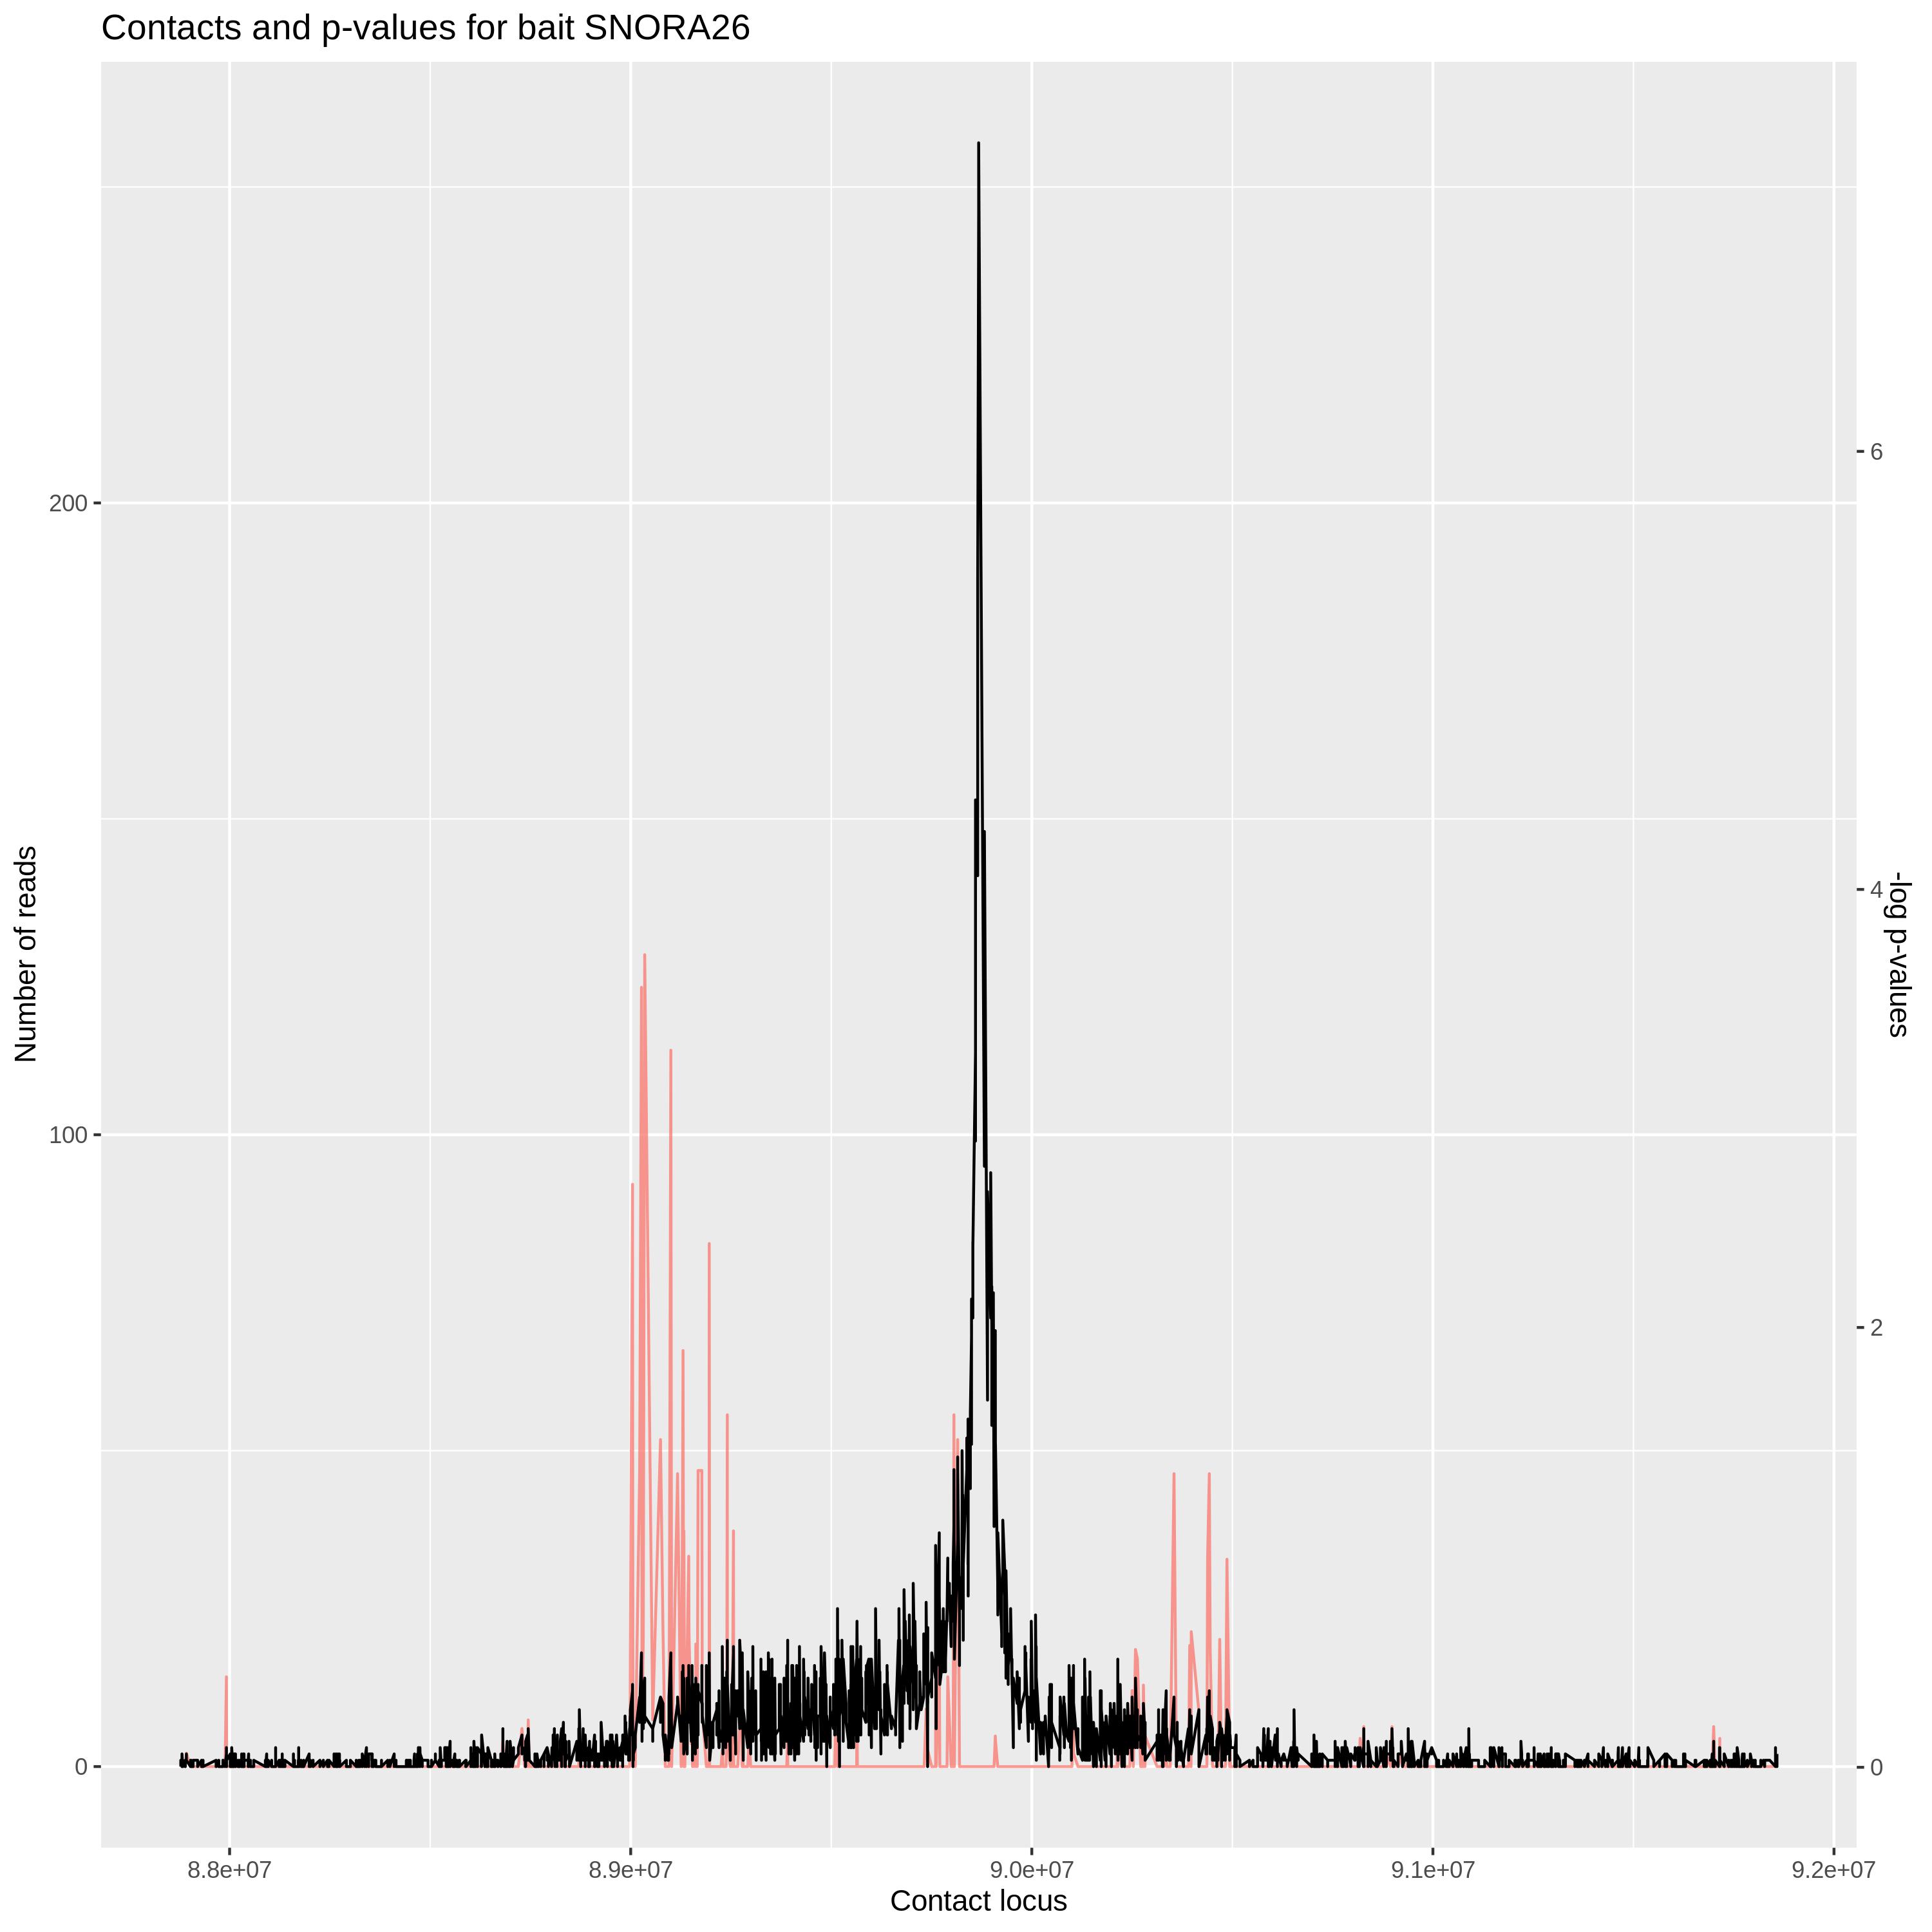 Contacts and p-values for bait SNORA26
Number of reads
200
100
0
6
4
2
0
-log p-values
8.8e+07
8.9e+07
9.0e+07
9.1e+07
9.2e+07
Contact locus